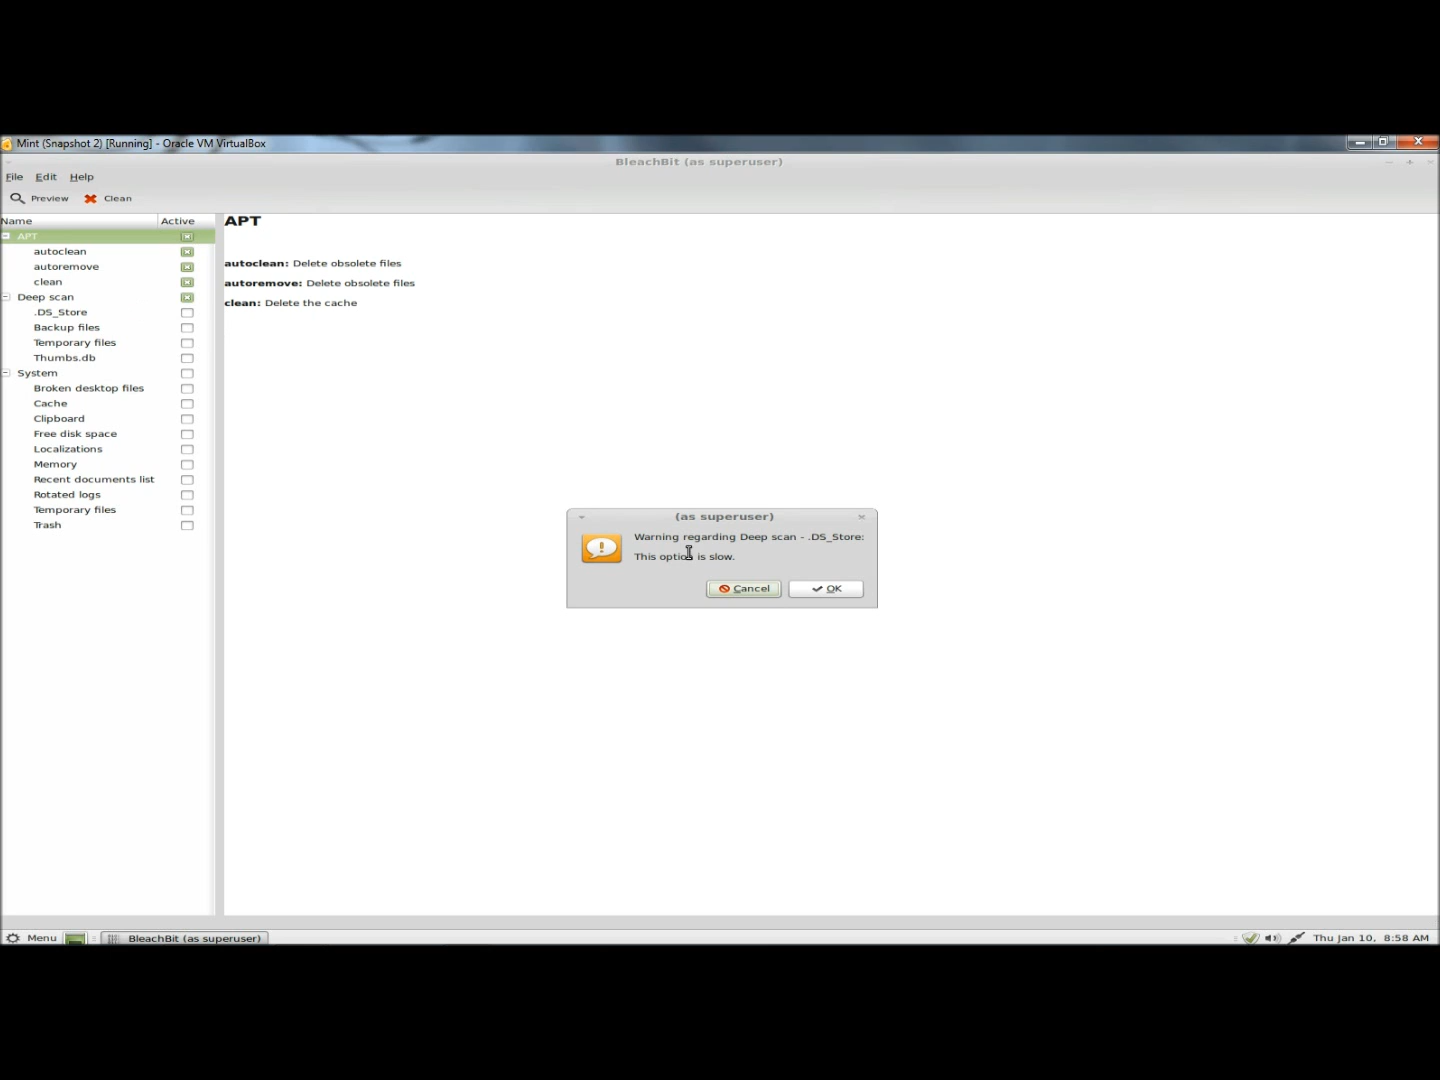 Mint (Snapshot 2) [Running] - Oracle VM VirtualBox
BleachBit (as superuser)
File Edit Help
Preview Clean
Name Active
APT
autoclean
autoremove
clean
Deep scan
.DS_Store
Backup files
Temporary files
Thumbs.db
System
Broken desktop files
Cache
Clipboard
Free disk space
Localizations
Memory
Recent documents list
Rotated logs
Temporary files
Trash
APT
autoclean: Delete obsolete files
autoremove: Delete obsolete files
clean: Delete the cache
(as superuser)
Warning regarding Deep scan - .DS_Store:
This option is slow.
Cancel OK
Menu BleachBit (as superuser) Thu Jan 10, 8:58 AM